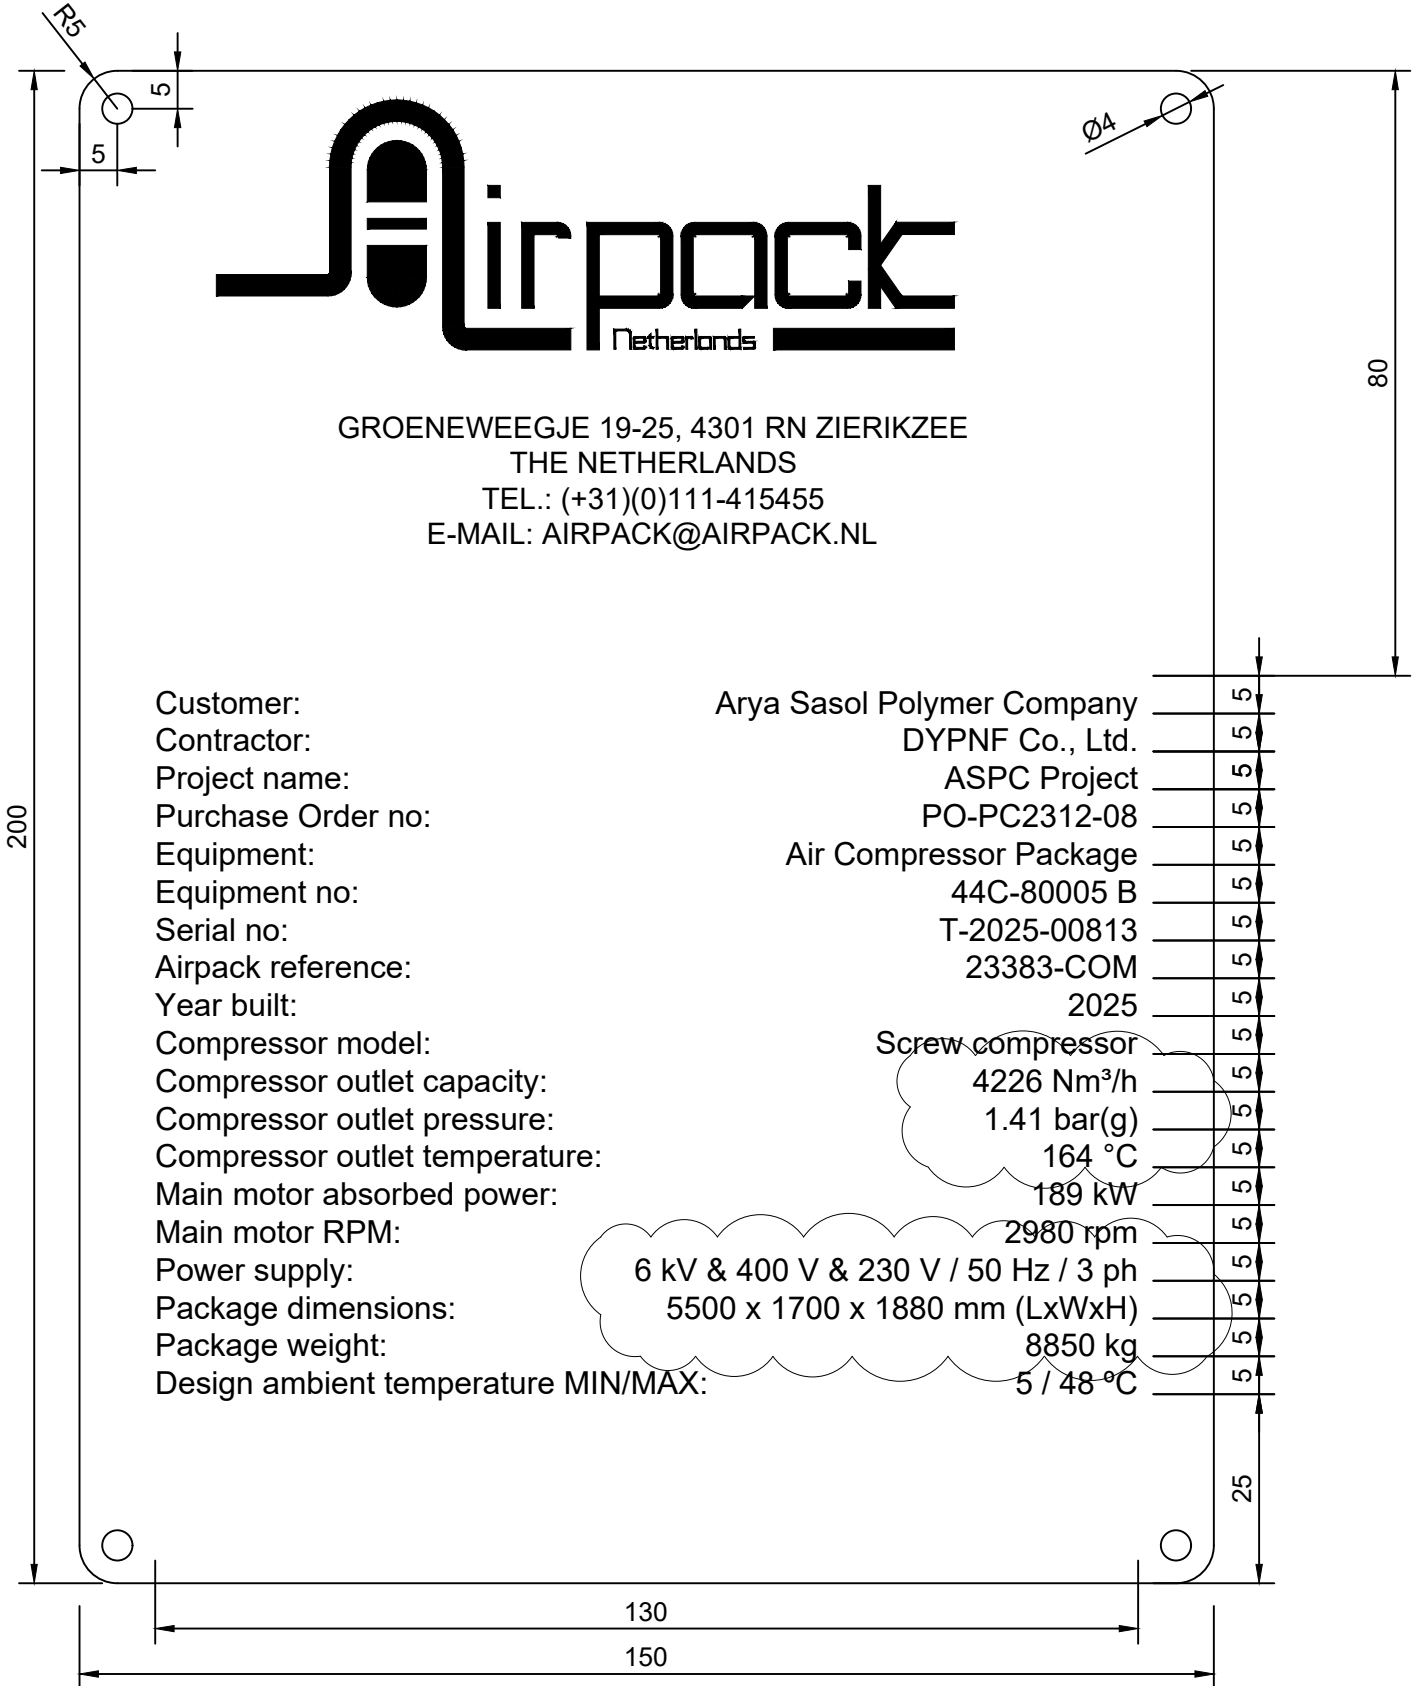 R5
5
5
Ø4
Airpack
Netherlands
80
GROENEWEEGJE 19-25, 4301 RN ZIERIKZEE
THE NETHERLANDS
TEL.: (+31)(0)111-415455
E-MAIL: AIRPACK@AIRPACK.NL
200
Customer: Arya Sasol Polymer Company 5
Contractor: DYPNF Co., Ltd. 5
Project name: ASPC Project 5
Purchase Order no: PO-PC2312-08 5
Equipment: Air Compressor Package 5
Equipment no: 44C-80005 B 5
Serial no: T-2025-00813 5
Airpack reference: 23383-COM 5
Year built: 2025 5
Compressor model: Screw compressor 5
Compressor outlet capacity: 4226 Nm³/h 5
Compressor outlet pressure: 1.41 bar(g) 5
Compressor outlet temperature: 164 °C 5
Main motor absorbed power: 189 kW 5
Main motor RPM: 2980 rpm 5
Power supply: 6 kV & 400 V & 230 V / 50 Hz / 3 ph 5
Package dimensions: 5500 x 1700 x 1880 mm (LxWxH) 5
Package weight: 8850 kg 5
Design ambient temperature MIN/MAX: 5 / 48 ºC 5
25
130
150